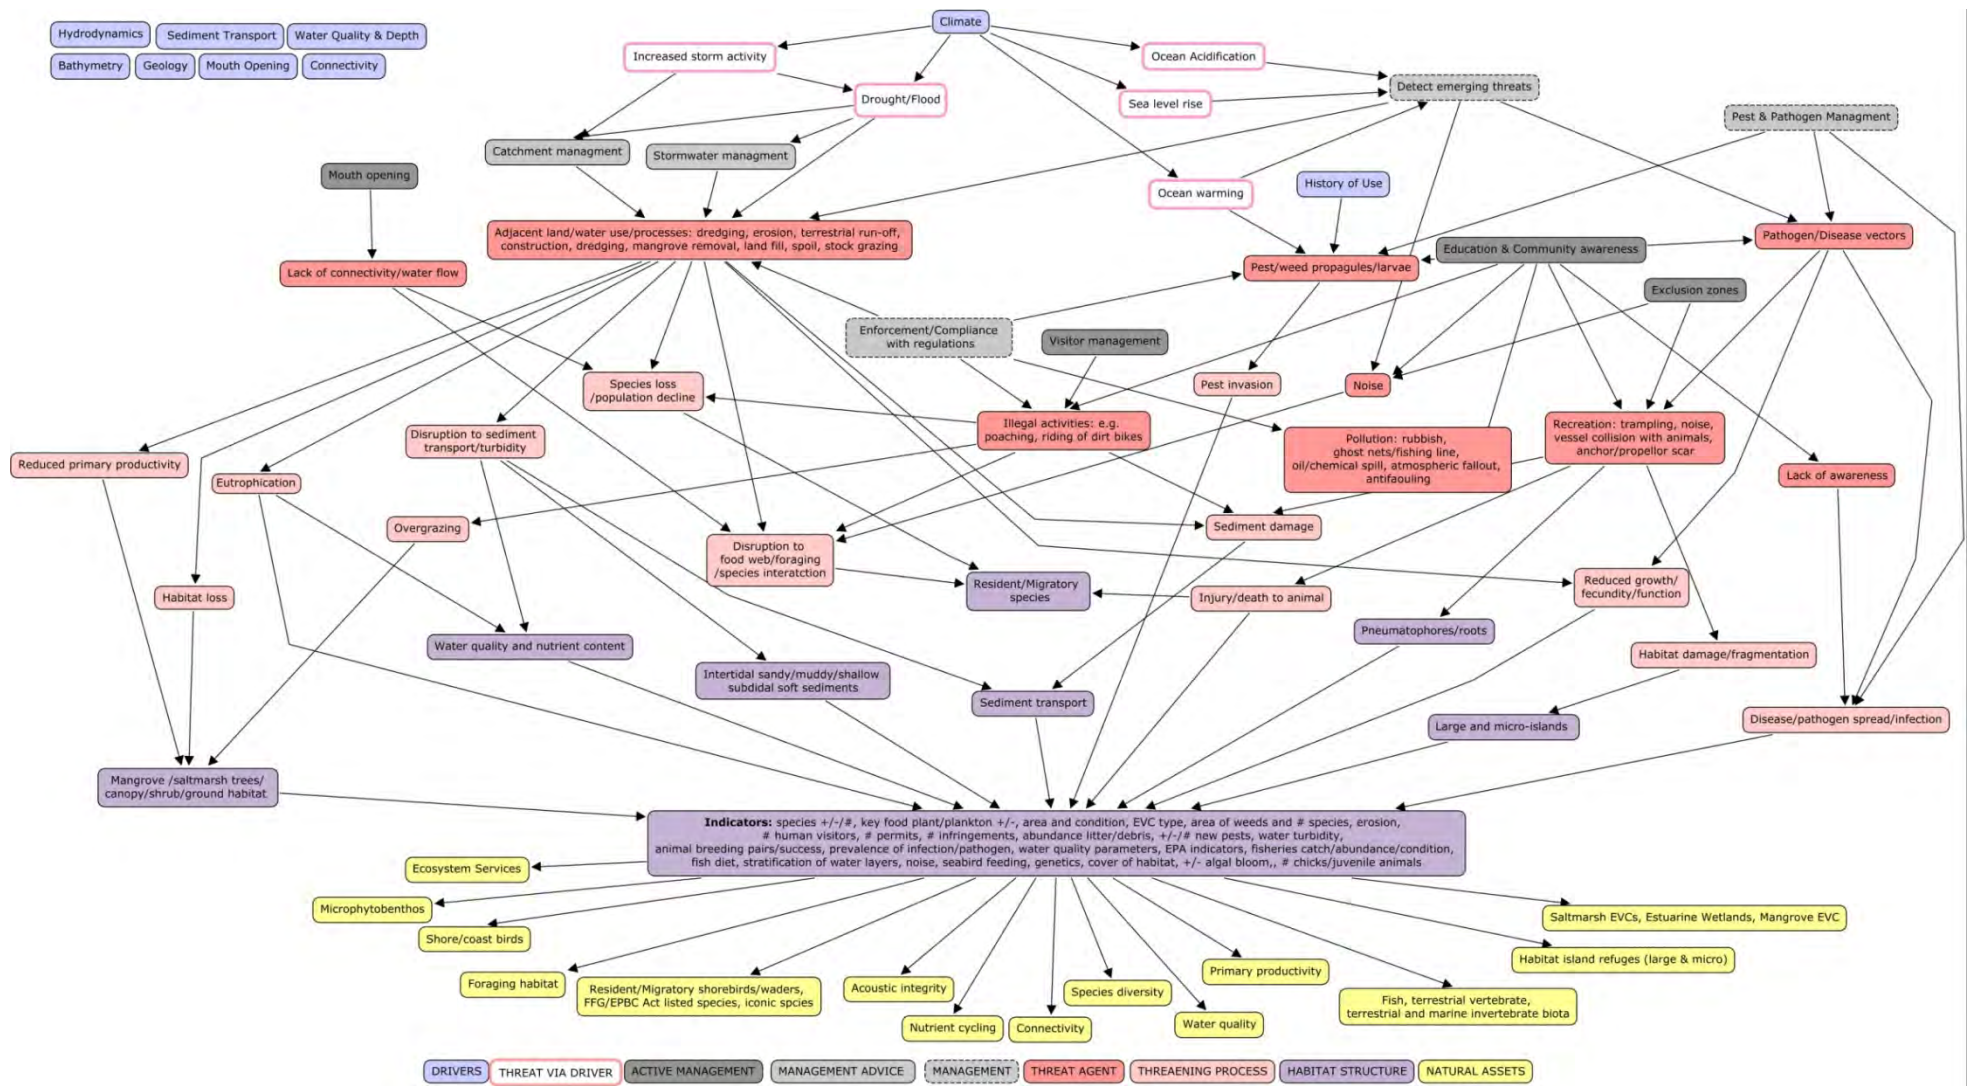 Climate
Hydrodynamics
Sediment Transport
Water Quality & Depth
Bathymetry
Geology
Mouth Opening
Connectivity
Increased storm activity
Ocean Acidification
Detect emerging threats
Drought/Flood
Sea level rise
Pest & Pathogen Managment
Catchment managment
Stormwater managment
Mouth opening
Ocean warming
History of Use
Adjacent land/water use/processes: dredging, erosion, terrestrial run-off,
construction, dredging, mangrove removal, land fill, spoil, stock grazing
Pathogen/Disease vectors
Education & Community awareness
Lack of connectivity/water flow
Pest/weed propagules/larvae
Exclusion zones
Enforcement/Compliance
with regulations
Visitor management
Species loss
/population decline
Pest invasion
Noise
Illegal activities: e.g.
poaching, riding of dirt bikes
Disruption to sediment
transport/turbidity
Pollution: rubbish,
ghost nets/fishing line,
oil/chemical spill, atmospheric fallout,
antifaouling
Recreation: trampling, noise,
vessel collision with animals,
anchor/propellor scar
Reduced primary productivity
Eutrophication
Lack of awareness
Overgrazing
Sediment damage
Disruption to
food web/foraging
/species interatction
Habitat loss
Resident/Migratory
species
Injury/death to animal
Reduced growth/
fecundity/function
Water quality and nutrient content
Pneumatophores/roots
Habitat damage/fragmentation
Intertidal sandy/muddy/shallow
subdidal soft sediments
Sediment transport
Large and micro-islands
Disease/pathogen spread/infection
Mangrove /saltmarsh trees/
canopy/shrub/ground habitat
Indicators: species +/-/#, key food plant/plankton +/-, area and condition, EVC type, area of weeds and # species, erosion,
# human visitors, # permits, # infringements, abundance litter/debris, +/-/# new pests, water turbidity,
animal breeding pairs/success, prevalence of infection/pathogen, water quality parameters, EPA indicators, fisheries catch/abundance/condition,
fish diet, stratification of water layers, noise, seabird feeding, genetics, cover of habitat, +/- algal bloom,, # chicks/juvenile animals
Ecosystem Services
Microphytobenthos
Shore/coast birds
Saltmarsh EVCs, Estuarine Wetlands, Mangrove EVC
Habitat island refuges (large & micro)
Foraging habitat
Resident/Migratory shorebirds/waders,
FFG/EPBC Act listed species, iconic spcies
Acoustic integrity
Species diversity
Primary productivity
Nutrient cycling
Connectivity
Water quality
Fish, terrestrial vertebrate,
terrestrial and marine invertebrate biota
DRIVERS
THREAT VIA DRIVER
ACTIVE MANAGEMENT
MANAGEMENT ADVICE
MANAGEMENT
THREAT AGENT
THREAENING PROCESS
HABITAT STRUCTURE
NATURAL ASSETS